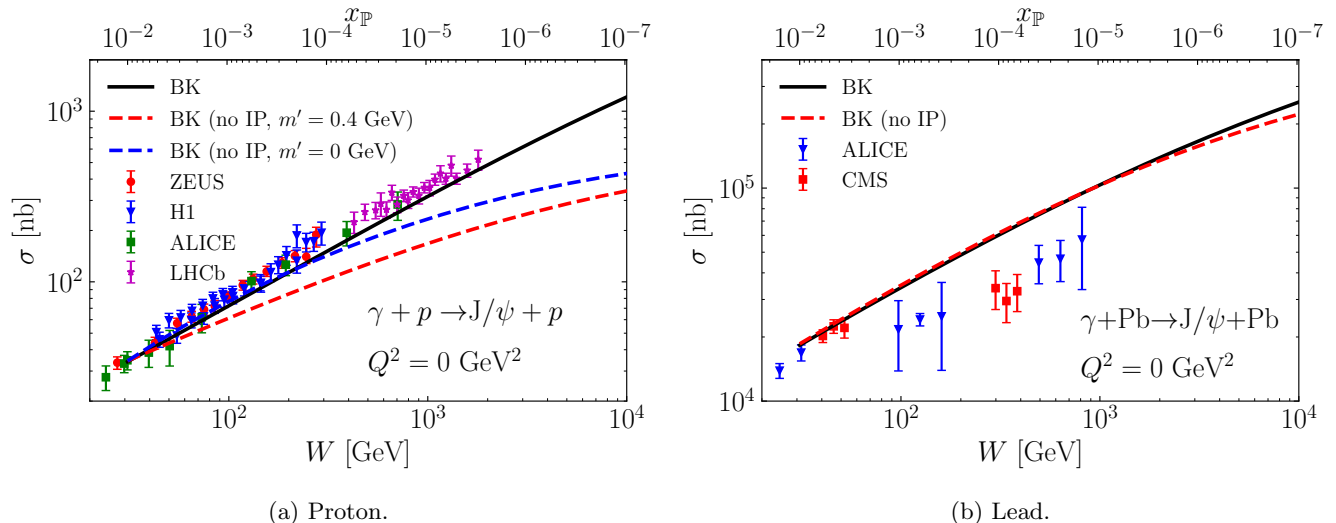 x_ℙ
10^{-2} 10^{-3} 10^{-4} 10^{-5} 10^{-6} 10^{-7}
10^3
10^2
σ [nb]
BK
BK (no IP, m′ = 0.4 GeV)
BK (no IP, m′ = 0 GeV)
ZEUS
H1
ALICE
LHCb
γ + p →J/ψ + p
Q^2 = 0 GeV^2
10^2 10^3 10^4
W [GeV]
(a) Proton.
x_ℙ
10^{-2} 10^{-3} 10^{-4} 10^{-5} 10^{-6} 10^{-7}
10^5
10^4
σ [nb]
BK
BK (no IP)
ALICE
CMS
γ+Pb→J/ψ+Pb
Q^2 = 0 GeV^2
10^2 10^3 10^4
W [GeV]
(b) Lead.